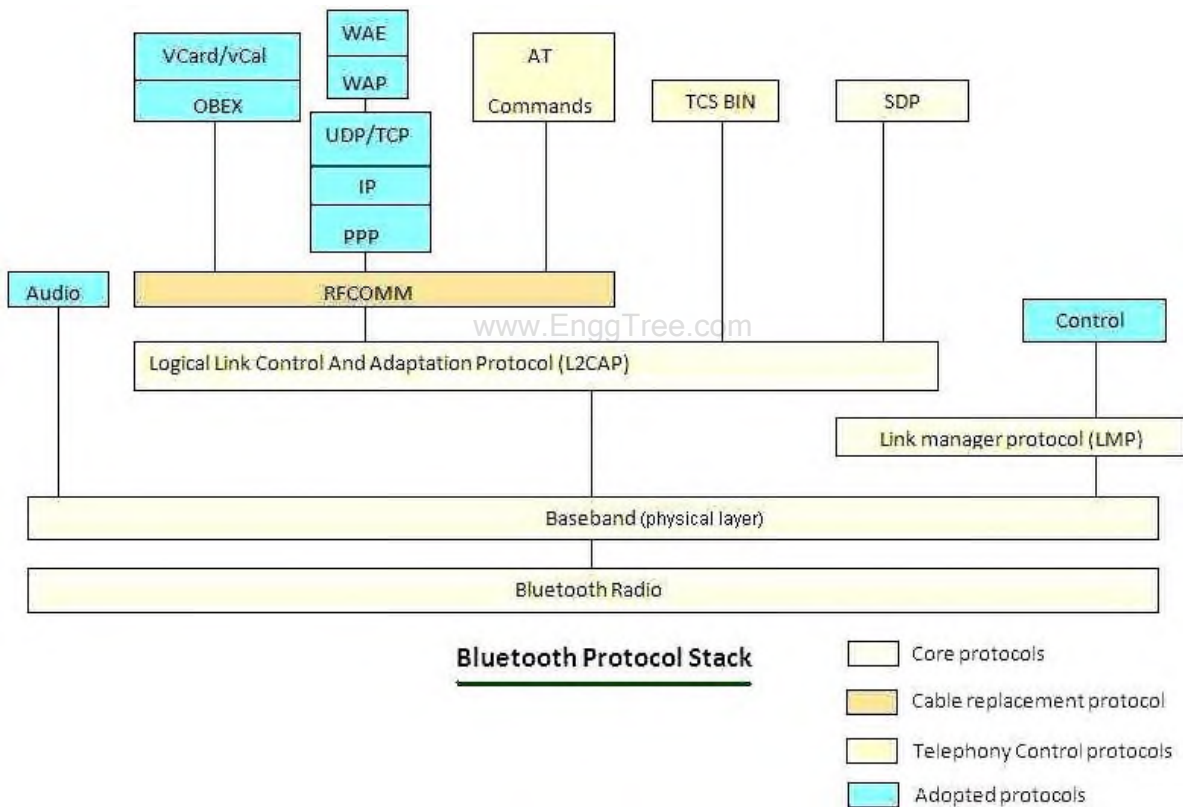 WAE
VCard/vCal
WAP
AT
Commands
OBEX
TCS BIN
SDP
UDP/TCP
IP
PPP
Audio
RFCOMM
www.EnggTree.com
Control
Logical Link Control And Adaptation Protocol (L2CAP)
Link manager protocol (LMP)
Baseband (physical layer)
Bluetooth Radio
Bluetooth Protocol Stack
Core protocols
Cable replacement protocol
Telephony Control protocols
Adopted protocols